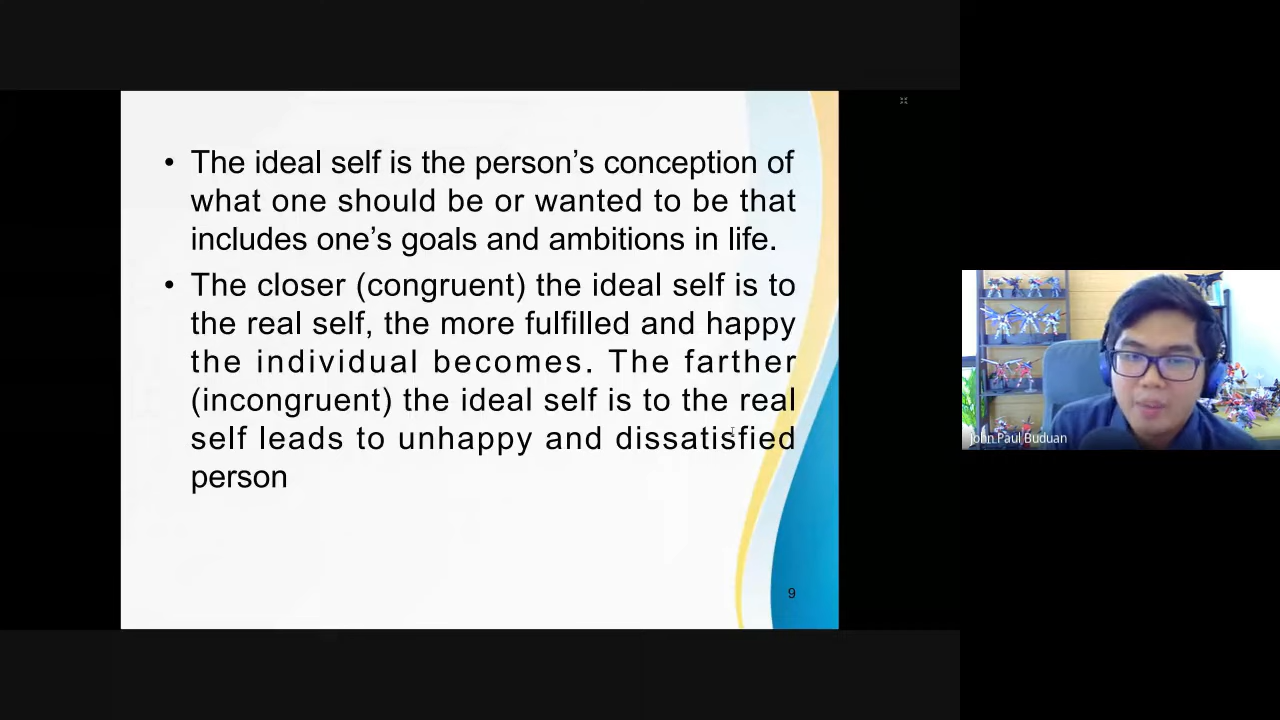 • The ideal self is the person’s conception of
what one should be or wanted to be that
includes one’s goals and ambitions in life.
• The closer (congruent) the ideal self is to
the real self, the more fulfilled and happy
the individual becomes. The farther
(incongruent) the ideal self is to the real
self leads to unhappy and dissatisfied
person
9
John Paul Buduan